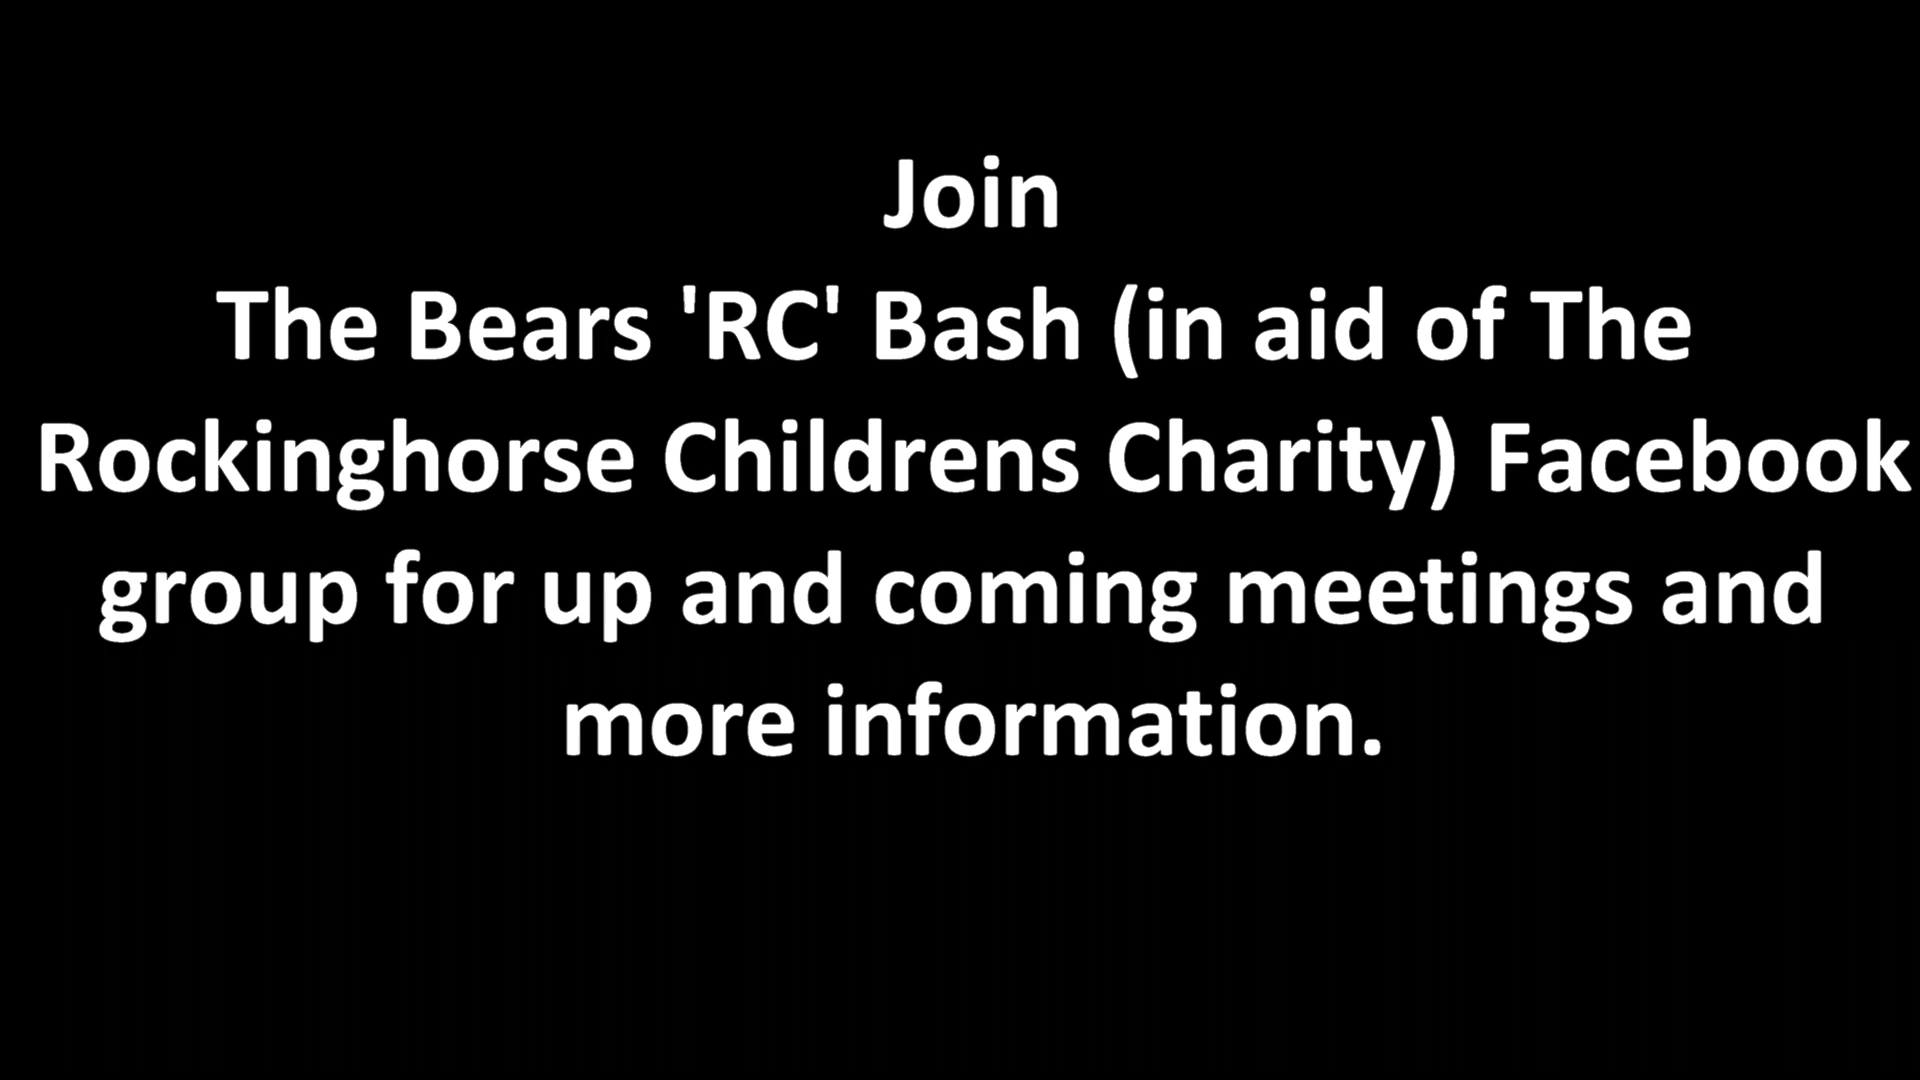 Join
The Bears 'RC' Bash (in aid of The
Rockinghorse Childrens Charity) Facebook
group for up and coming meetings and
more information.